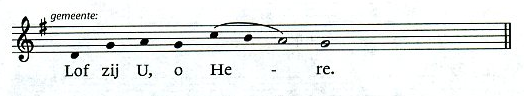 gemeente:
Lof zij U, o He - re.